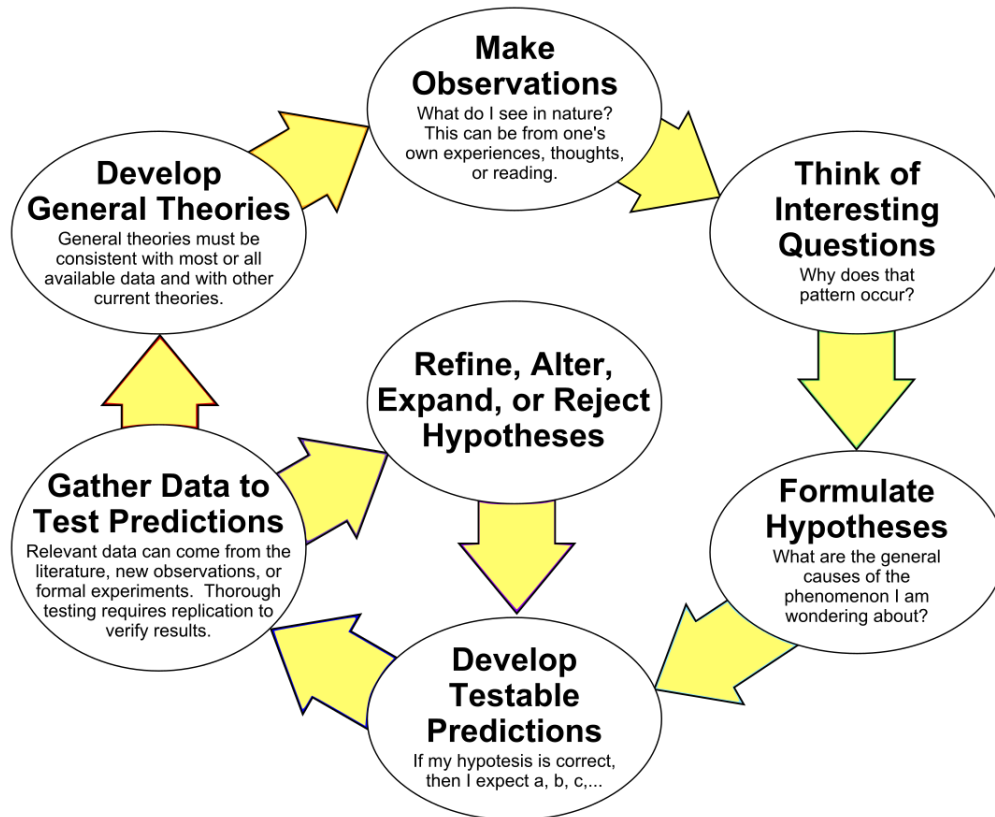 Make
Observations
What do I see in nature?
This can be from one's
own experiences, thoughts,
or reading.
Think of
Interesting
Questions
Why does that
pattern occur?
Formulate
Hypotheses
What are the general
causes of the
phenomenon I am
wondering about?
Develop
Testable
Predictions
If my hypotesis is correct,
then I expect a, b, c,...
Gather Data to
Test Predictions
Relevant data can come from the
literature, new observations, or
formal experiments.  Thorough
testing requires replication to
verify results.
Refine, Alter,
Expand, or Reject
Hypotheses
Develop
General Theories
General theories must be
consistent with most or all
available data and with other
current theories.